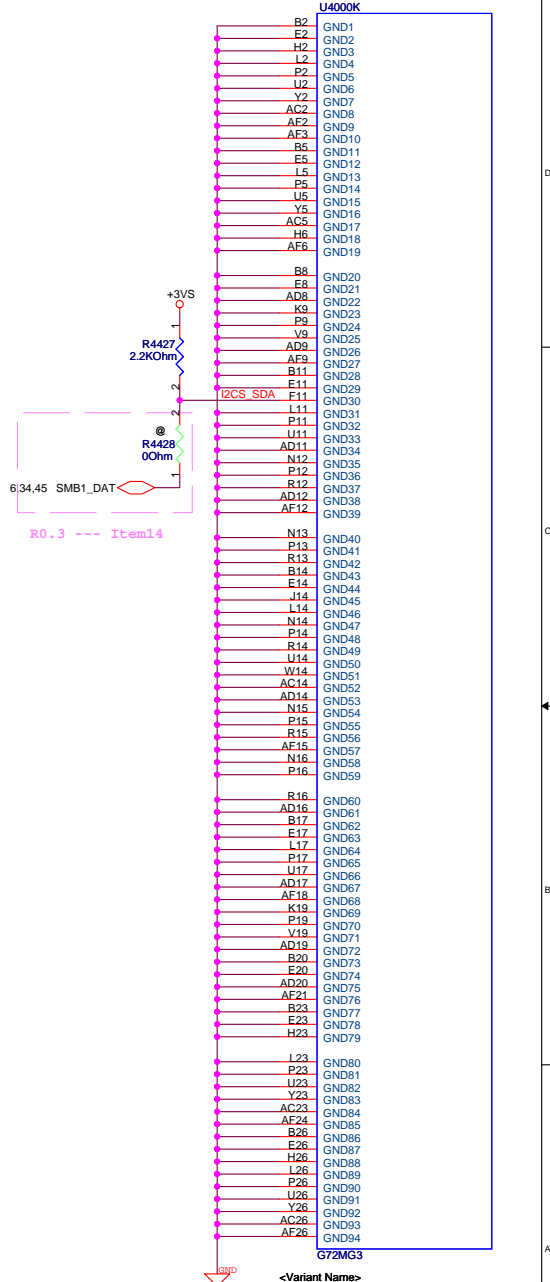 U4000K
B2 GND1
E2 GND2
H2 GND3
L2 GND4
P2 GND5
U2 GND6
Y2 GND7
AC2 GND8
AF2 GND9
AF3 GND10
B5 GND11
E5 GND12
L5 GND13
P5 GND14
U5 GND15
Y5 GND16
AC5 GND17
H6 GND18
AF6 GND19
B8 GND20
E8 GND21
AD8 GND22
K9 GND23
P9 GND24
V9 GND25
AD9 GND26
AF9 GND27
B11 GND28
E11 GND29
F11 GND30
L11 GND31
P11 GND32
U11 GND33
AD11 GND34
N12 GND35
P12 GND36
R12 GND37
AD12 GND38
AF12 GND39
N13 GND40
P13 GND41
R13 GND42
B14 GND43
E14 GND44
J14 GND45
L14 GND46
N14 GND47
P14 GND48
R14 GND49
U14 GND50
W14 GND51
AC14 GND52
AD14 GND53
N15 GND54
P15 GND55
R15 GND56
AF15 GND57
N16 GND58
P16 GND59
R16 GND60
AD16 GND61
B17 GND62
E17 GND63
L17 GND64
P17 GND65
U17 GND66
AD17 GND67
AF18 GND68
K19 GND69
P19 GND70
V19 GND71
AD19 GND72
B20 GND73
E20 GND74
AD20 GND75
AF21 GND76
B23 GND77
E23 GND78
H23 GND79
L23 GND80
P23 GND81
U23 GND82
Y23 GND83
AC23 GND84
AF24 GND85
B26 GND86
E26 GND87
H26 GND88
L26 GND89
P26 GND90
U26 GND91
Y26 GND92
AC26 GND93
AF26 GND94
G72MG3
GND
<Variant Name>
+3VS
1
R4427
2.2KOhm
2
I2CS_SDA
2
@
R4428
0Ohm
1
6,34,45 SMB1_DAT
R0.3 --- Item14
D
C
B
A